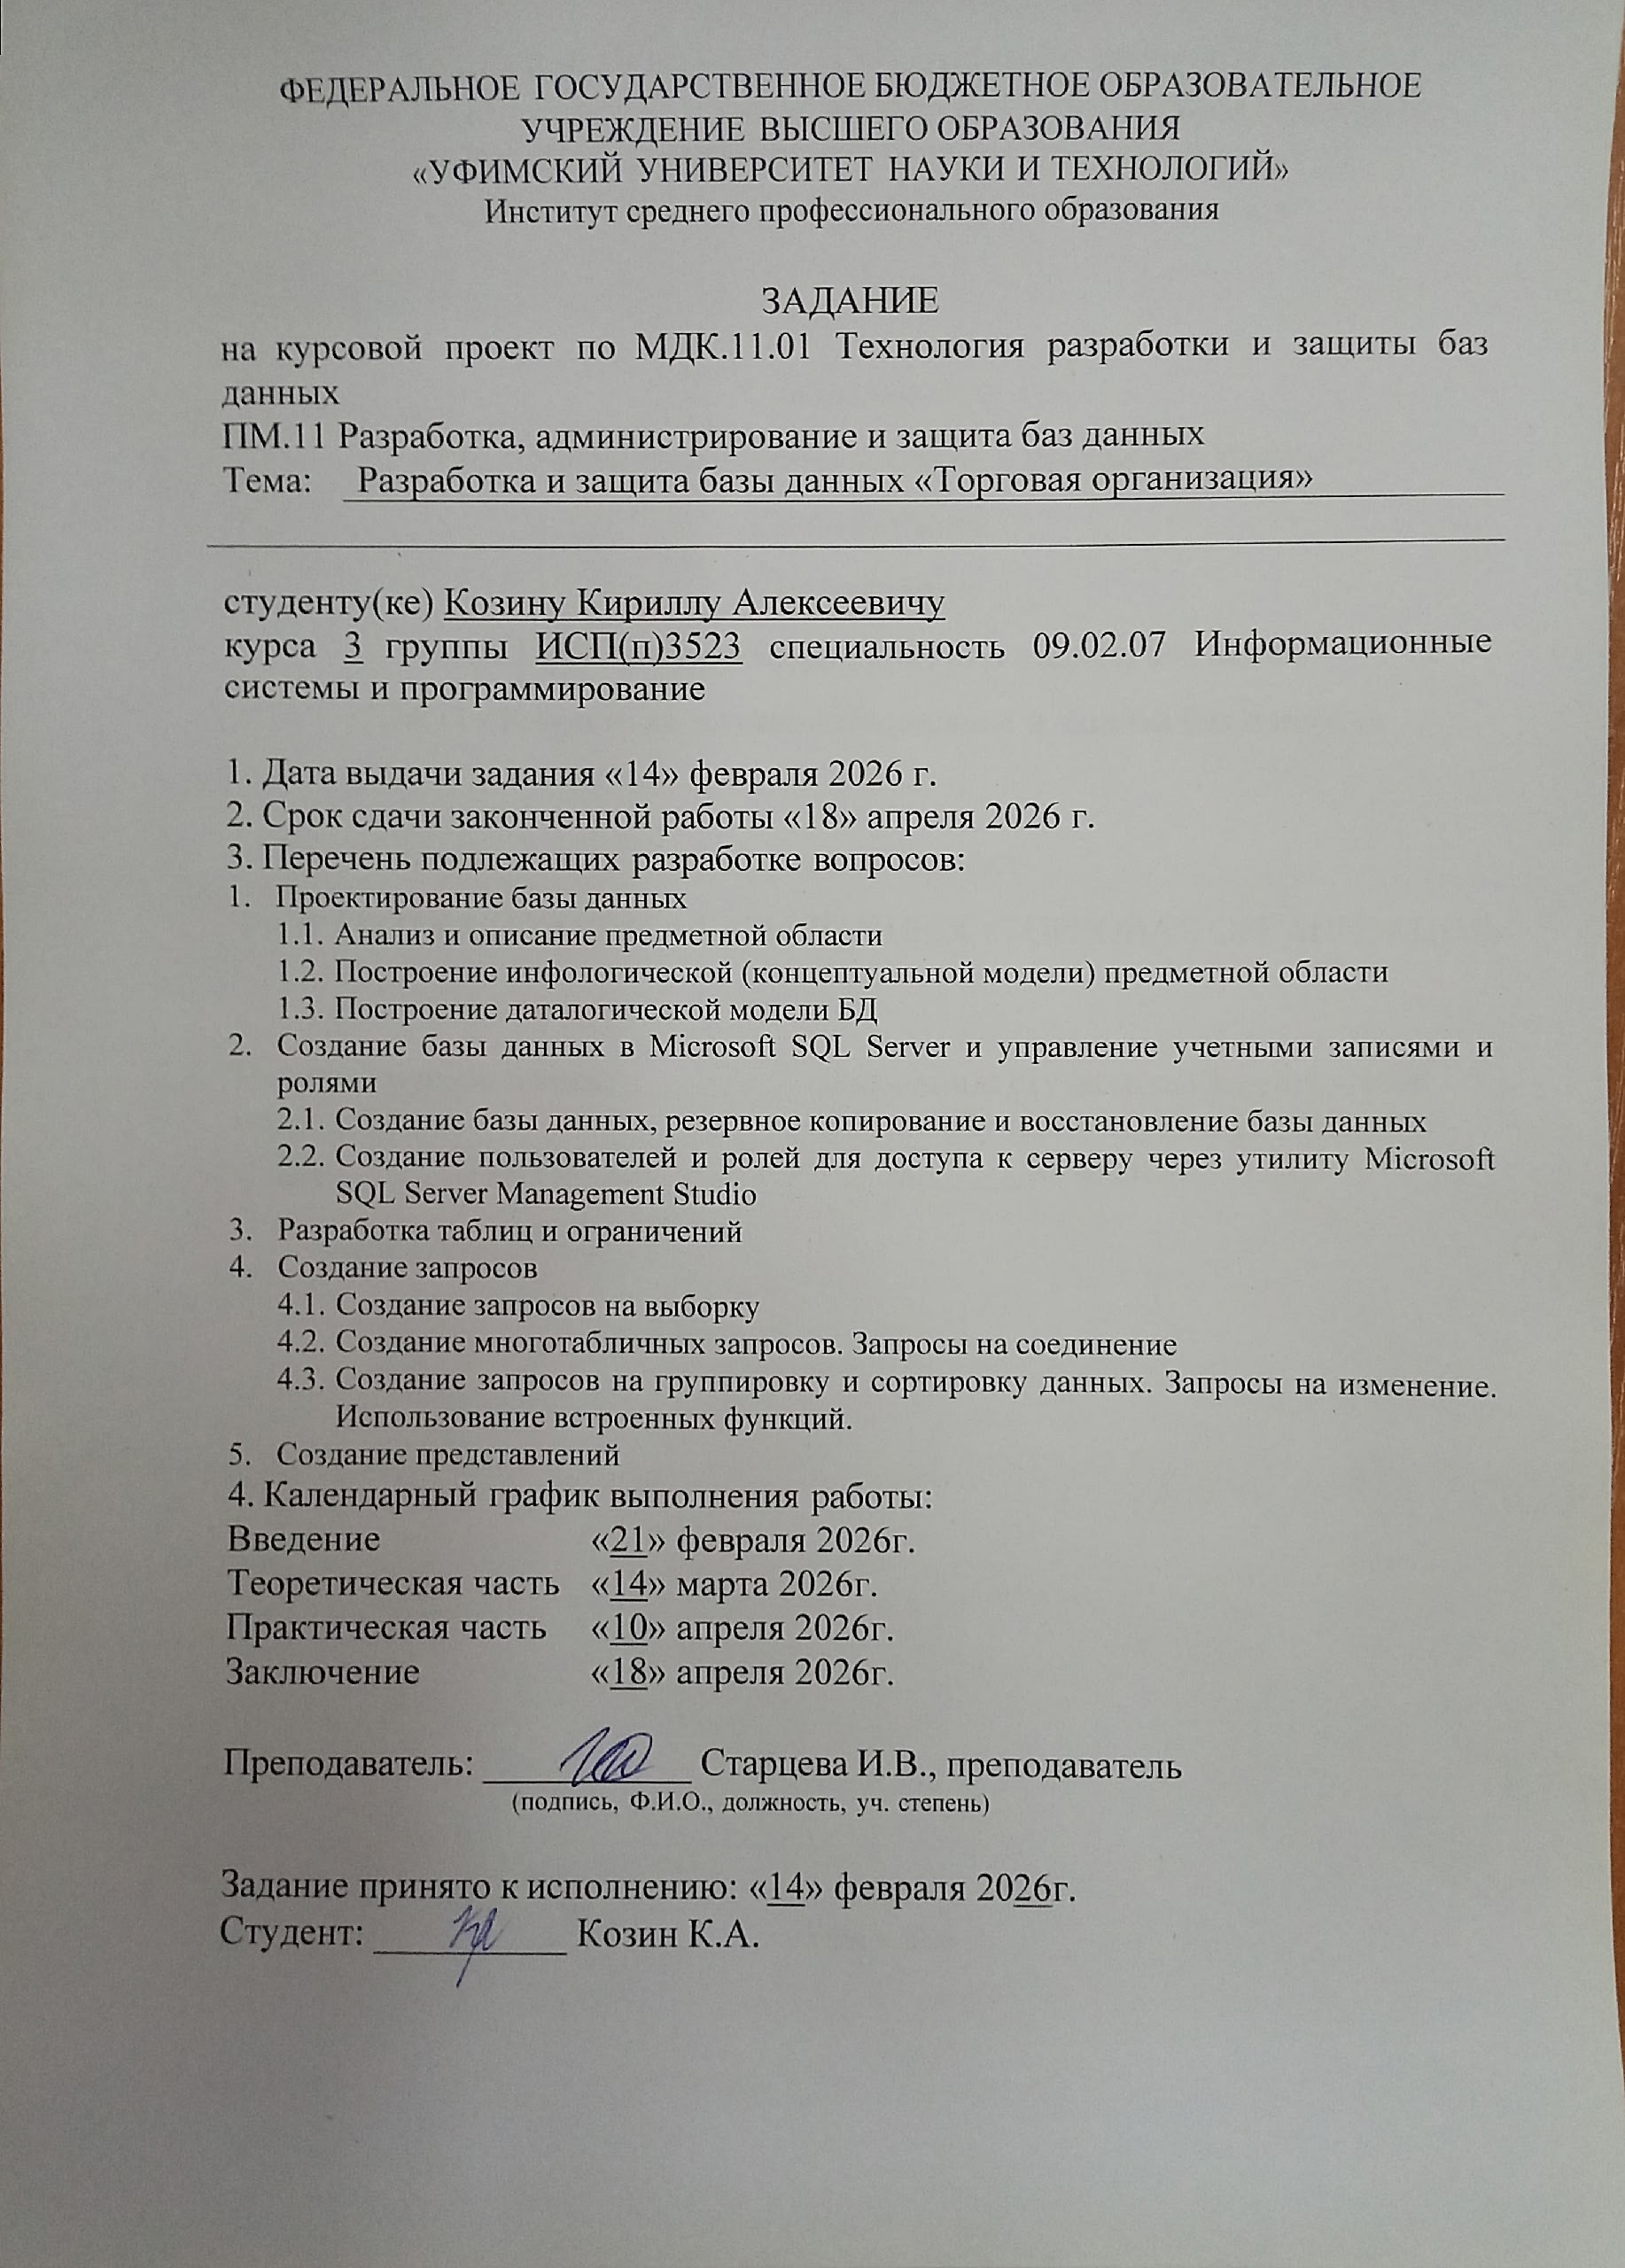 ФЕДЕРАЛЬНОЕ ГОСУДАРСТВЕННОЕ БЮДЖЕТНОЕ ОБРАЗОВАТЕЛЬНОЕ
УЧРЕЖДЕНИЕ ВЫСШЕГО ОБРАЗОВАНИЯ
«УФИМСКИЙ УНИВЕРСИТЕТ НАУКИ И ТЕХНОЛОГИЙ»
Институт среднего профессионального образования
ЗАДАНИЕ
на курсовой проект по МДК.11.01 Технология разработки и защиты баз
данных
ПМ.11 Разработка, администрирование и защита баз данных
Тема: Разработка и защита базы данных «Торговая организация»
студенту(ке) Козину Кириллу Алексеевичу
курса 3 группы ИСП(п)3523 специальность 09.02.07 Информационные
системы и программирование
1. Дата выдачи задания «14» февраля 2026 г.
2. Срок сдачи законченной работы «18» апреля 2026 г.
3. Перечень подлежащих разработке вопросов:
1. Проектирование базы данных
1.1. Анализ и описание предметной области
1.2. Построение инфологической (концептуальной модели) предметной области
1.3. Построение даталогической модели БД
2. Создание базы данных в Microsoft SQL Server и управление учетными записями и
ролями
2.1. Создание базы данных, резервное копирование и восстановление базы данных
2.2. Создание пользователей и ролей для доступа к серверу через утилиту Microsoft
SQL Server Management Studio
3. Разработка таблиц и ограничений
4. Создание запросов
4.1. Создание запросов на выборку
4.2. Создание многотабличных запросов. Запросы на соединение
4.3. Создание запросов на группировку и сортировку данных. Запросы на изменение.
Использование встроенных функций.
5. Создание представлений
4. Календарный график выполнения работы:
Введение «21» февраля 2026г.
Теоретическая часть «14» марта 2026г.
Практическая часть «10» апреля 2026г.
Заключение «18» апреля 2026г.
Преподаватель: Старцева И.В., преподаватель
(подпись, Ф.И.О., должность, уч. степень)
Задание принято к исполнению: «14» февраля 2026г.
Студент: Козин К.А.